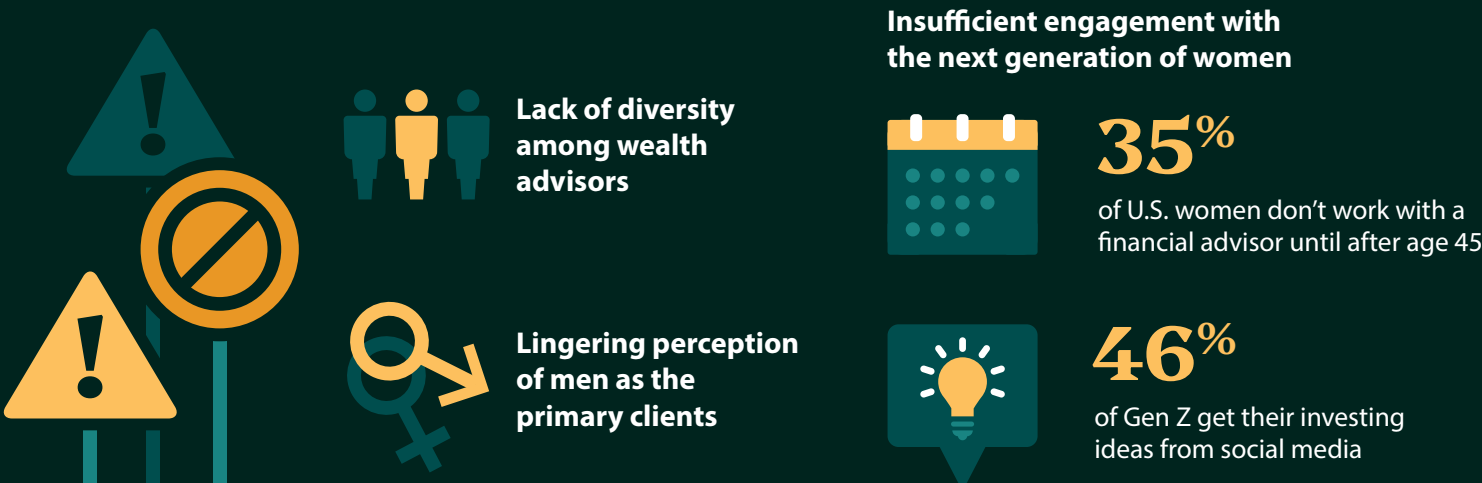 Lack of diversity
among wealth
advisors
Lingering perception
of men as the
primary clients
Insufficient engagement with
the next generation of women
35%
of U.S. women don’t work with a
financial advisor until after age 45
46%
of Gen Z get their investing
ideas from social media